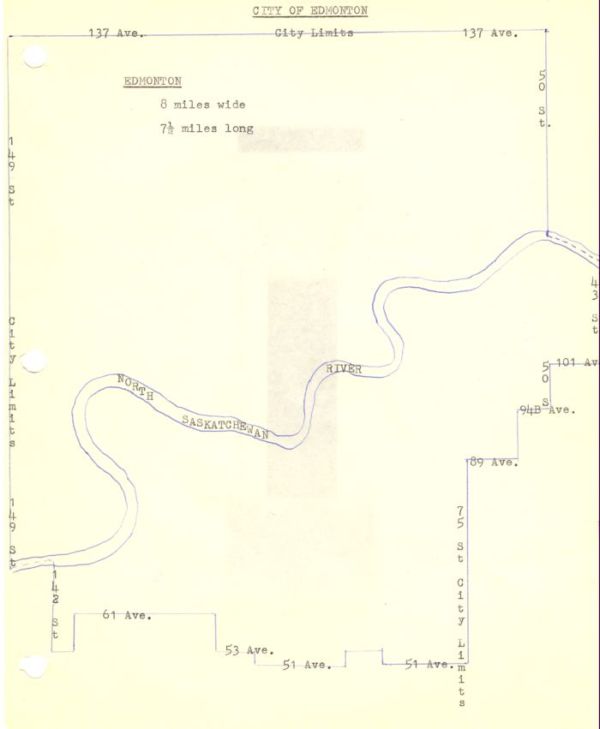 CITY OF EDMONTON
137 Ave. City Limits 137 Ave.
50 St.
EDMONTON
8 miles wide
7½ miles long
149 St
City Limits
149 St
43 St
NORTH SASKATCHEWAN RIVER
101 Av
50 S
94B Ave.
89 Ave.
75 St City Limits
142 St
61 Ave.
53 Ave.
51 Ave.
51 Ave.